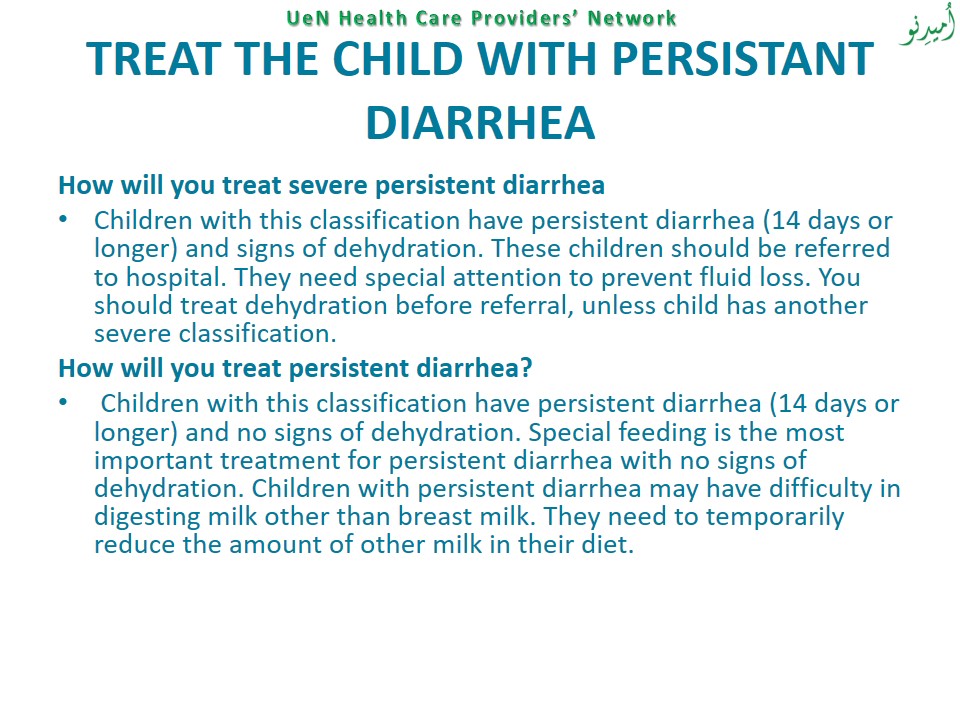 UeN Health Care Providers' Network
اُمیدِنو
TREAT THE CHILD WITH PERSISTANT
DIARRHEA
How will you treat severe persistent diarrhea
• Children with this classification have persistent diarrhea (14 days or
longer) and signs of dehydration. These children should be referred
to hospital. They need special attention to prevent fluid loss. You
should treat dehydration before referral, unless child has another
severe classification.
How will you treat persistent diarrhea?
• Children with this classification have persistent diarrhea (14 days or
longer) and no signs of dehydration. Special feeding is the most
important treatment for persistent diarrhea with no signs of
dehydration. Children with persistent diarrhea may have difficulty in
digesting milk other than breast milk. They need to temporarily
reduce the amount of other milk in their diet.